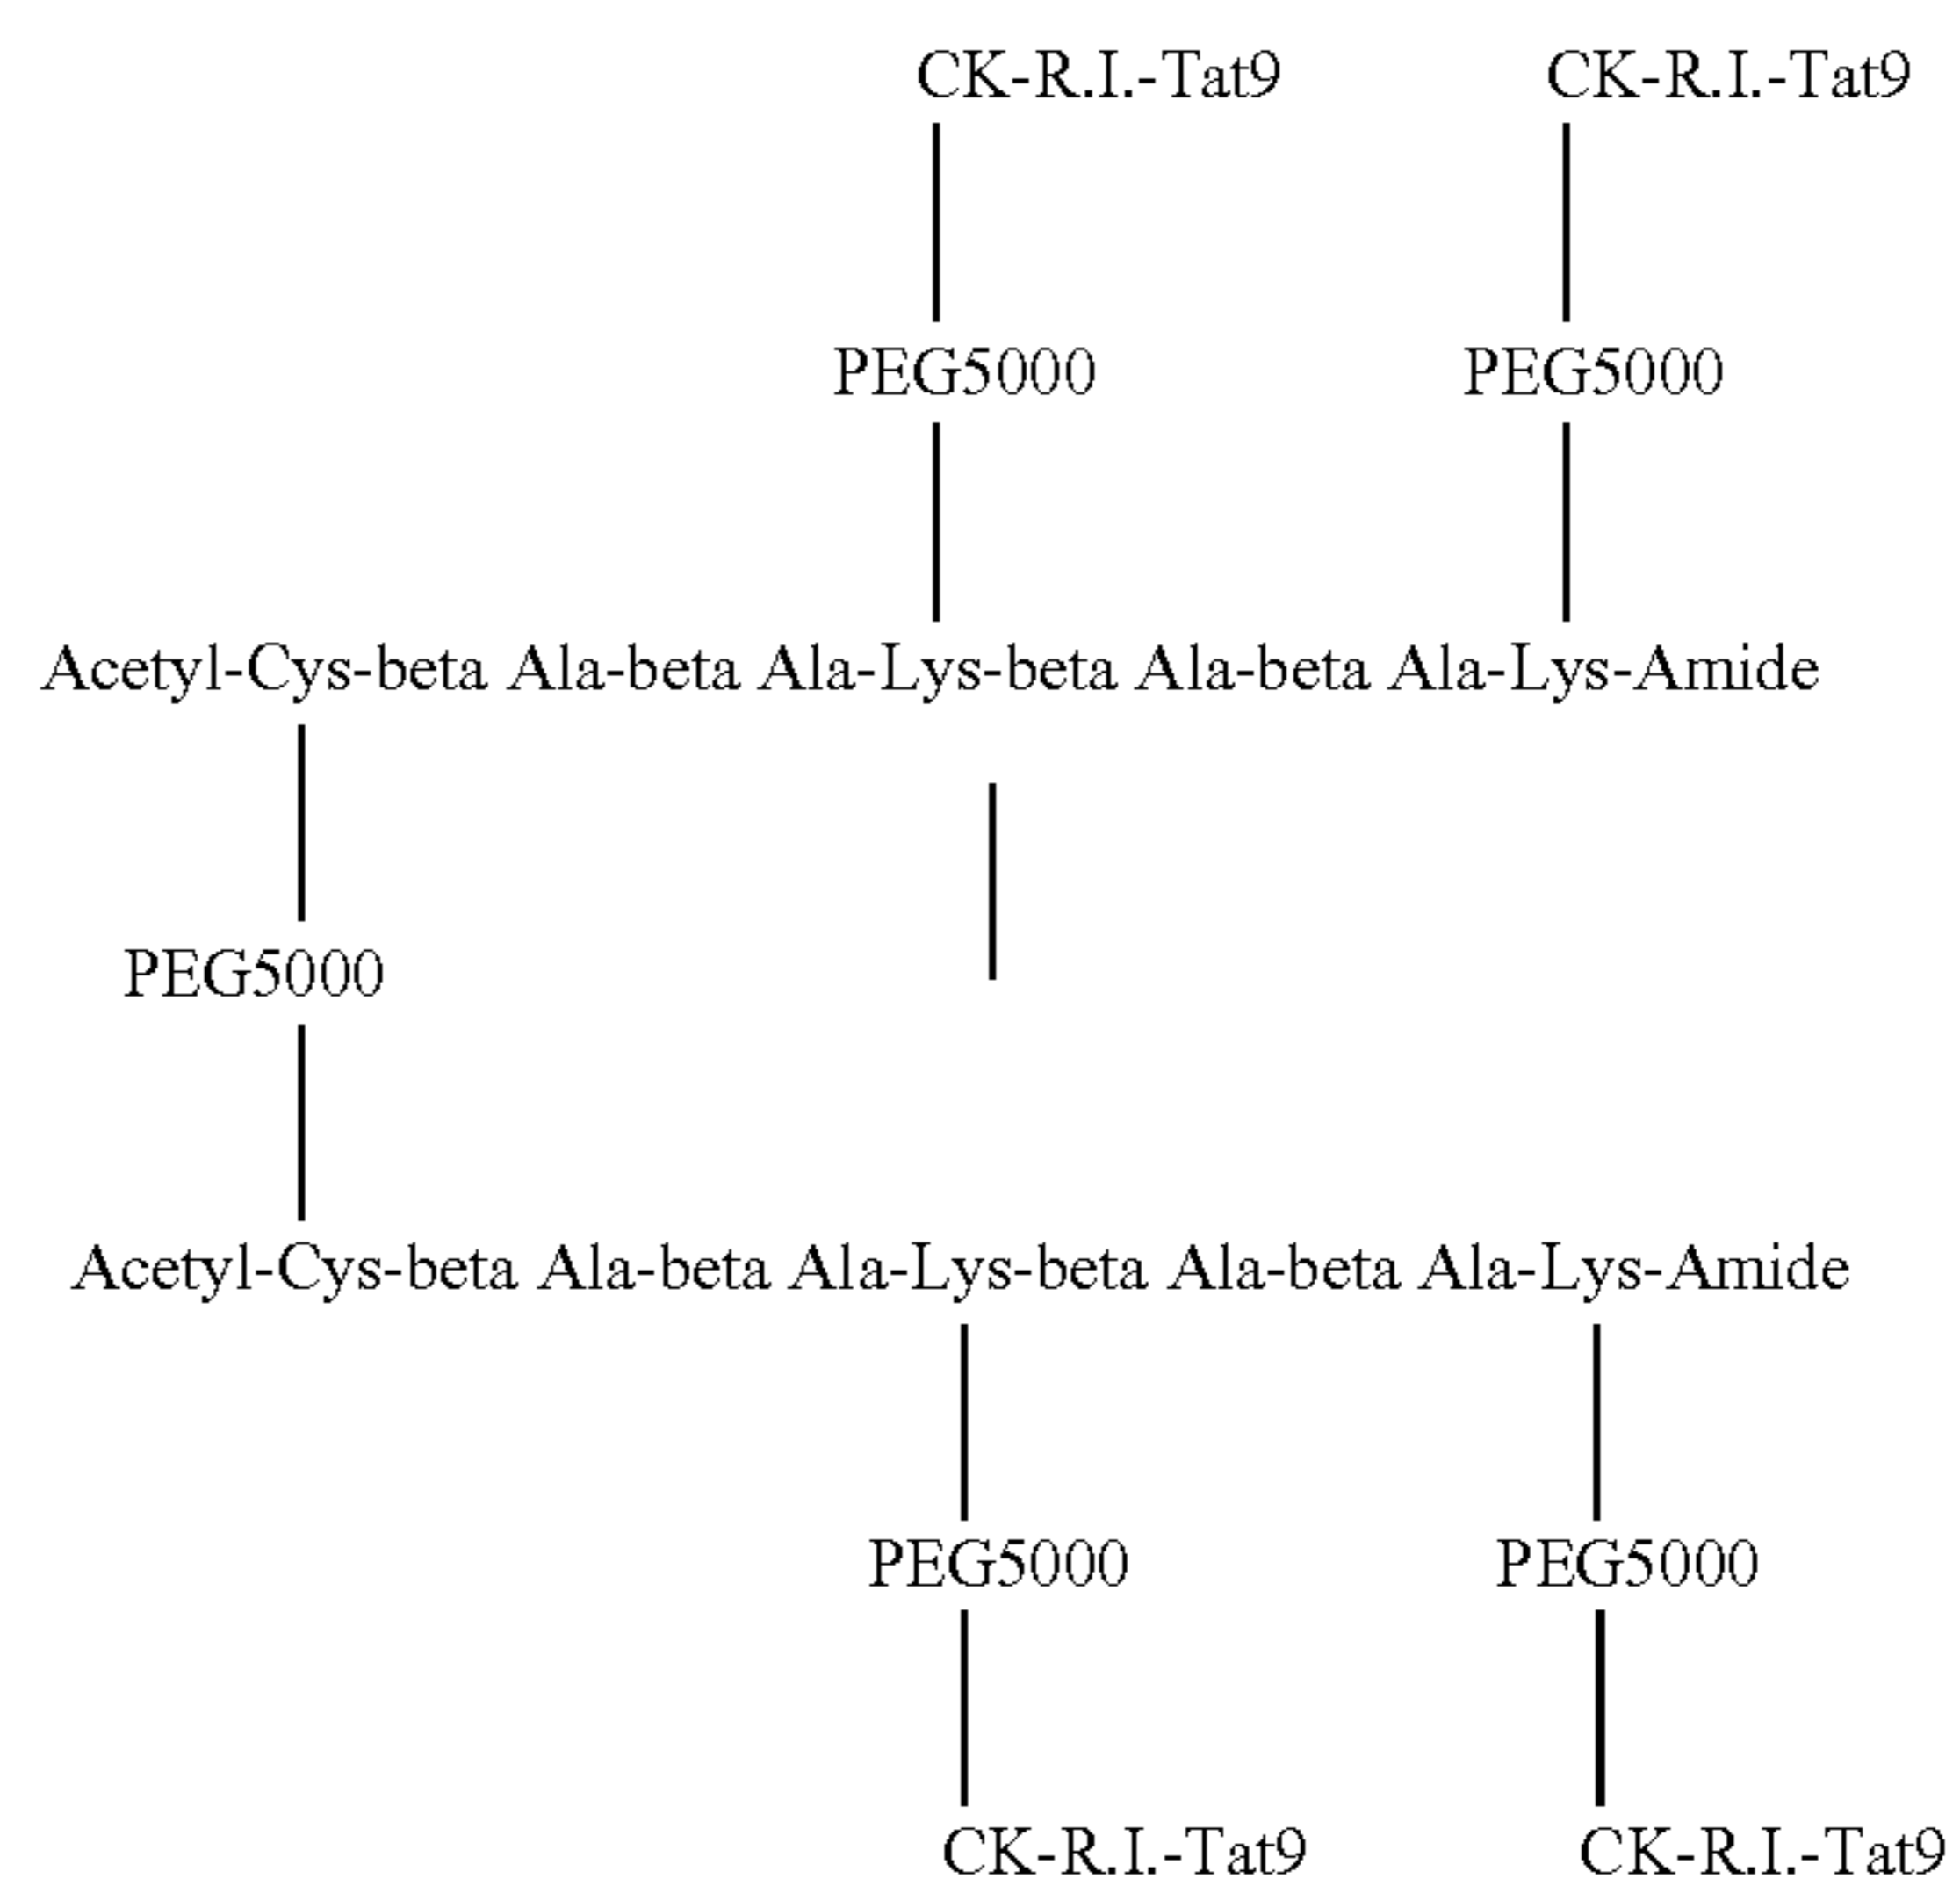 CK-R.I.-Tat9 CK-R.I.-Tat9
PEG5000 PEG5000
Acetyl-Cys-beta Ala-beta Ala-Lys-beta Ala-beta Ala-Lys-Amide
PEG5000
Acetyl-Cys-beta Ala-beta Ala-Lys-beta Ala-beta Ala-Lys-Amide
PEG5000 PEG5000
CK-R.I.-Tat9 CK-R.I.-Tat9